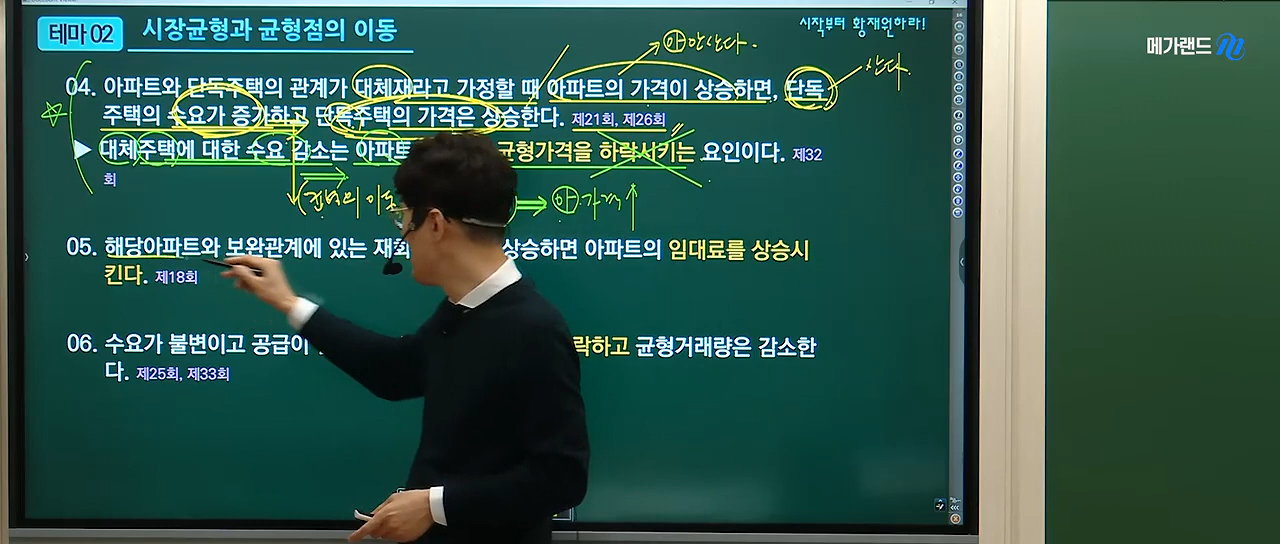 테마 02 시장균형과 균형점의 이동
시작부터 황재원하라!
메가랜드
아 안산다.
산다.
04. 아파트와 단독주택의 관계가 대체재라고 가정할 때 아파트의 가격이 상승하면, 단독
주택의 수요가 증가하고 단독주택의 가격은 상승한다. 제21회, 제26회
▶ 대체주택에 대한 수요 감소는 아파트 균형가격을 하락시키는 요인이다. 제32
회
아 가격↑
05. 해당아파트와 보완관계에 있는 재화 상승하면 아파트의 임대료를 상승시
킨다. 제18회
06. 수요가 불변이고 공급이 락하고 균형거래량은 감소한
다. 제25회, 제33회